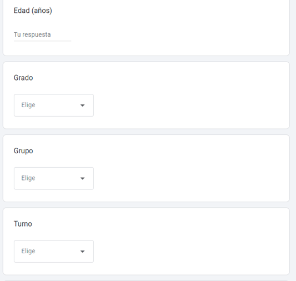 Edad (años)
Tu respuesta
Grado
Elige
Grupo
Elige
Turno
Elige